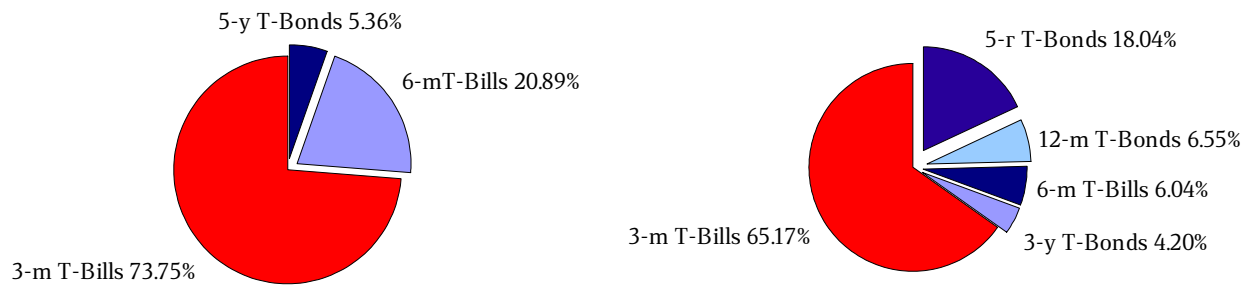 5-y T-Bonds 5.36%
6-mT-Bills 20.89%
3-m T-Bills 73.75%
5-r T-Bonds 18.04%
12-m T-Bonds 6.55%
6-m T-Bills 6.04%
3-y T-Bonds 4.20%
3-m T-Bills 65.17%